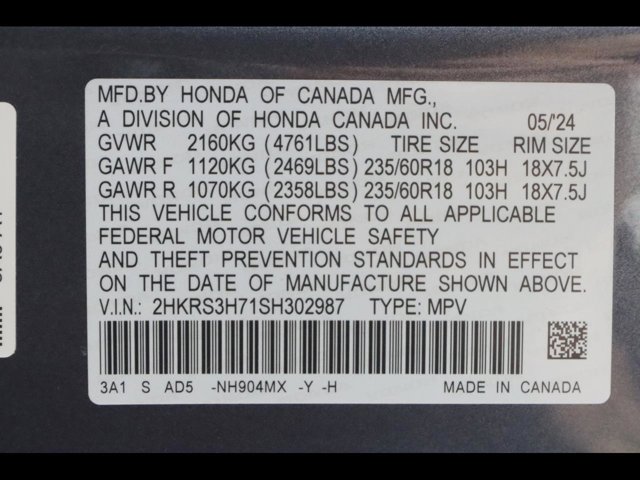 MFD.BY HONDA OF CANADA MFG.,
A DIVISION OF HONDA CANADA INC. 05/'24
GVWR 2160KG (4761LBS) TIRE SIZE RIM SIZE
GAWR F 1120KG (2469LBS) 235/60R18 103H 18X7.5J
GAWR R 1070KG (2358LBS) 235/60R18 103H 18X7.5J
THIS VEHICLE CONFORMS TO ALL APPLICABLE
FEDERAL MOTOR VEHICLE SAFETY
AND THEFT PREVENTION STANDARDS IN EFFECT
ON THE DATE OF MANUFACTURE SHOWN ABOVE.
V.I.N.: 2HKRS3H71SH302987 TYPE: MPV
3A1 S AD5 -NH904MX -Y -H MADE IN CANADA